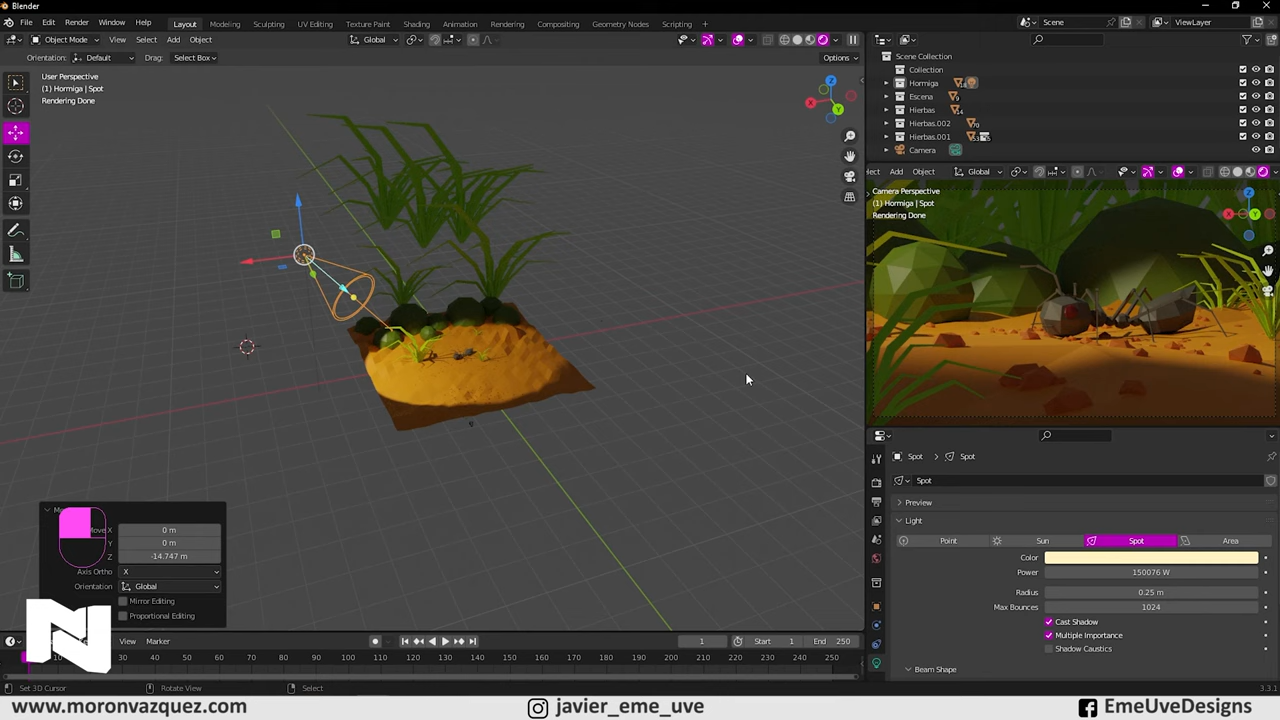 Blender
File Edit Render Window Help
Layout Modeling Sculpting UV Editing Texture Paint Shading Animation Rendering Compositing Geometry Nodes Scripting +
Scene
ViewLayer
Object Mode View Select Add Object
Global
Options
Orientation: Default Drag: Select Box
User Perspective
(1) Hormiga | Spot
Rendering Done
Z
X
Y
Scene Collection
Collection
Hormiga
Escena
Hierbas
Hierbas.002
Hierbas.001
Camera
ect Add Object Global
Camera Perspective
(1) Hormiga | Spot
Rendering Done
Z
X
Y
Spot > Spot
Spot
Preview
Light
Point Sun Spot Area
Color
Power 150076 W
Radius 0.25 m
Max Bounces 1024
Cast Shadow
Multiple Importance
Shadow Caustics
Beam Shape
0 m
Y 0 m
Z -14.747 m
Axis Ortho X
Orientation Global
Mirror Editing
Proportional Editing
View Marker
1 Start 1 End 250
10 30 40 50 60 70 80 90 100 110 120 130 140 150 160 170 180 190 200 210 220 230 240 250
Set 3D Cursor Rotate View Select
3.3.1
N
www.moronvazquez.com javier_eme_uve EmeUveDesigns